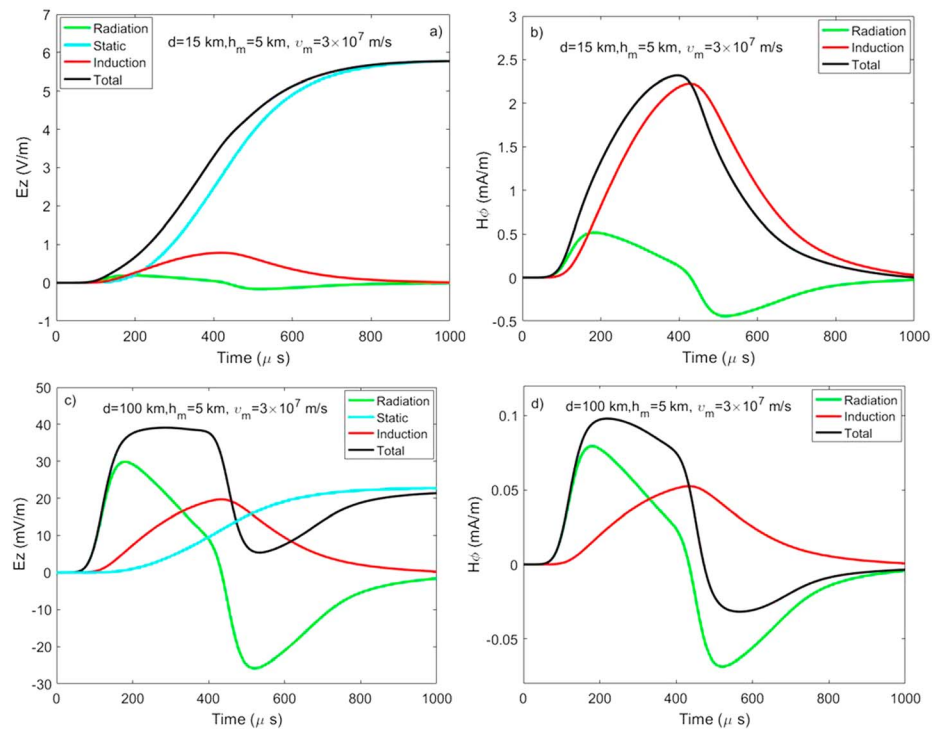 a)
d=15 km,hm=5 km, υm=3×10^7 m/s
Radiation
Static
Induction
Total
7
6
5
4
3
2
1
0
-1
Ez (V/m)
0 200 400 600 800 1000
Time (μ s)
b)
d=15 km,hm=5 km, υm=3×10^7 m/s
Radiation
Induction
Total
3
2.5
2
1.5
1
0.5
0
-0.5
Hϕ (mA/m)
0 200 400 600 800 1000
Time (μ s)
c)
d=100 km,hm=5 km, υm=3×10^7 m/s
Radiation
Static
Induction
Total
50
40
30
20
10
0
-10
-20
-30
Ez (mV/m)
0 200 400 600 800 1000
Time (μ s)
d)
d=100 km,hm=5 km, υm=3×10^7 m/s
Radiation
Induction
Total
0.1
0.05
0
-0.05
Hϕ (mA/m)
0 200 400 600 800 1000
Time (μ s)